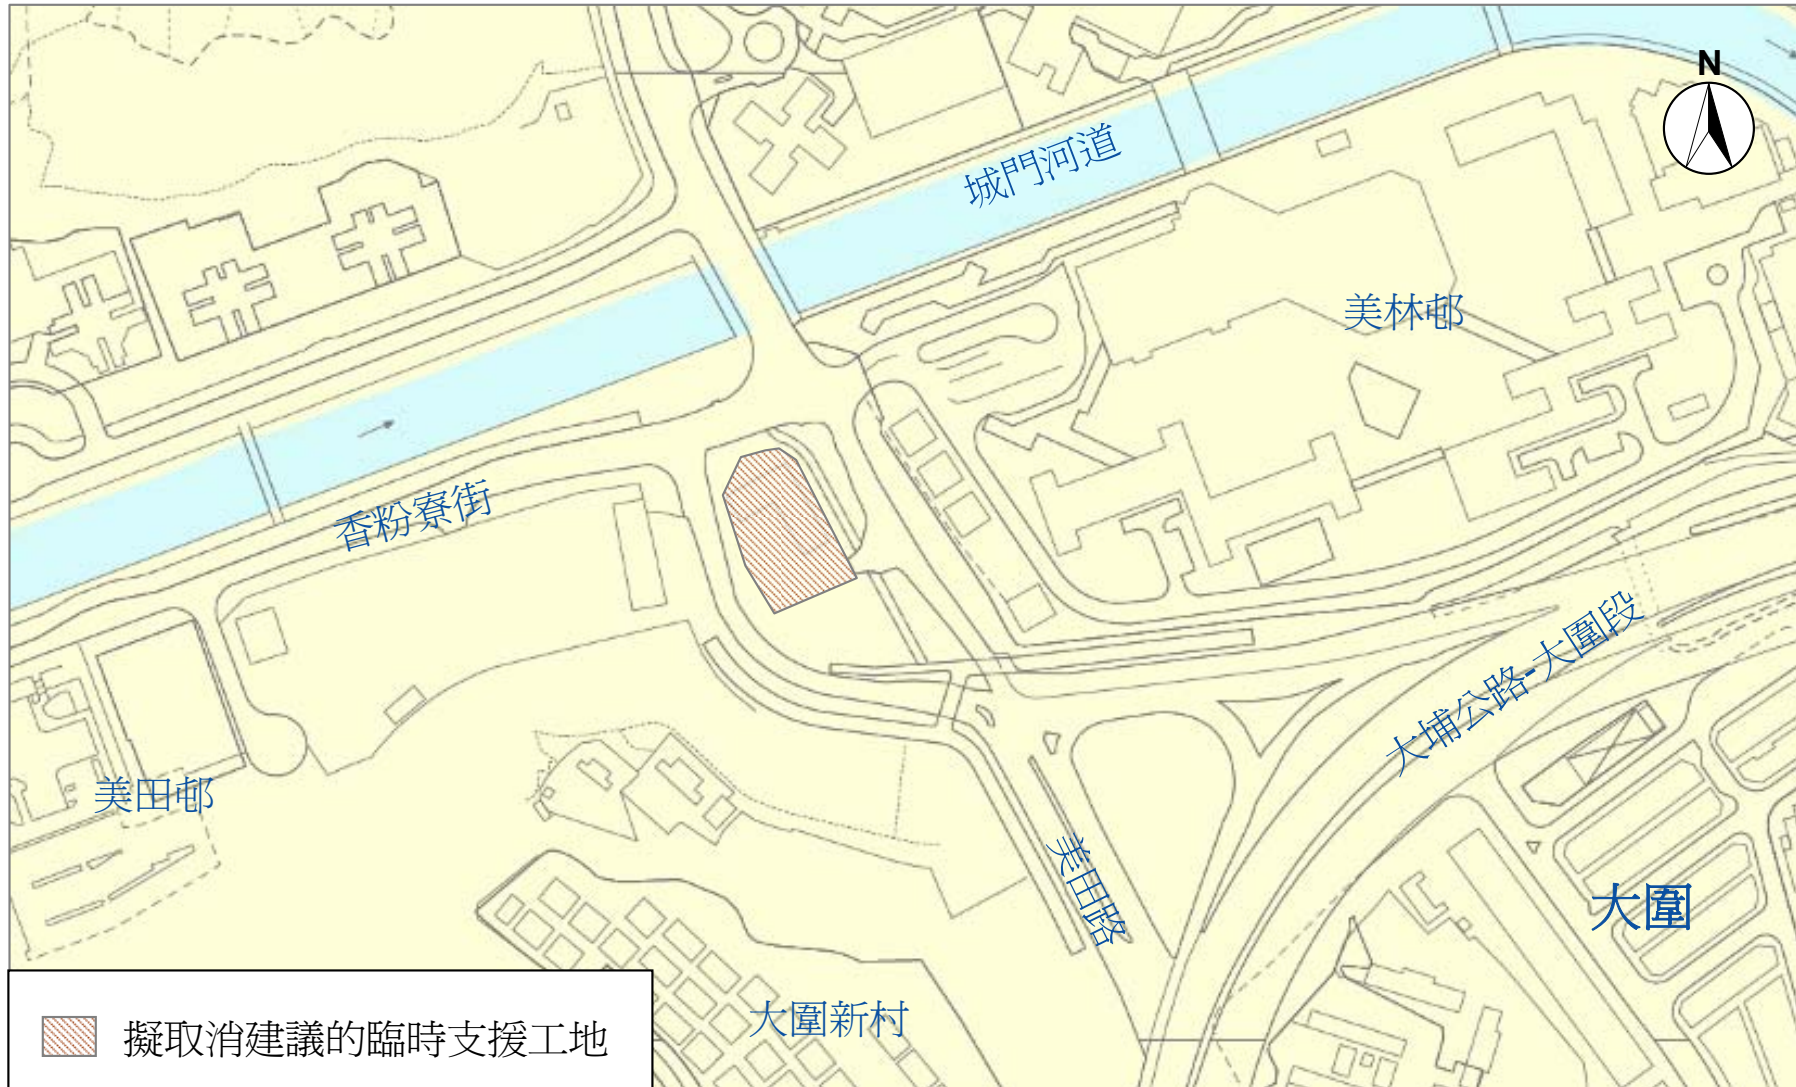 N
城門河道
美林邨
香粉寮街
大埔公路-大圍段
美田邨
美田路
大圍
大圍新村
擬取消建議的臨時支援工地